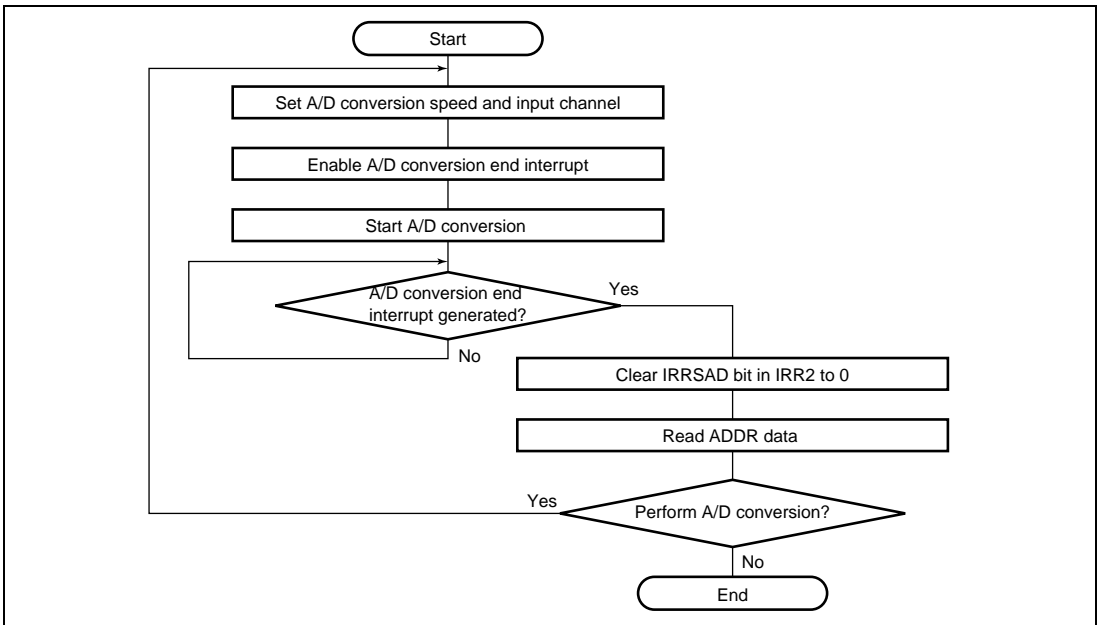 Start
Set A/D conversion speed and input channel
Enable A/D conversion end interrupt
Start A/D conversion
A/D conversion end
interrupt generated?
Yes
No
Clear IRRSAD bit in IRR2 to 0
Read ADDR data
Yes
Perform A/D conversion?
No
End